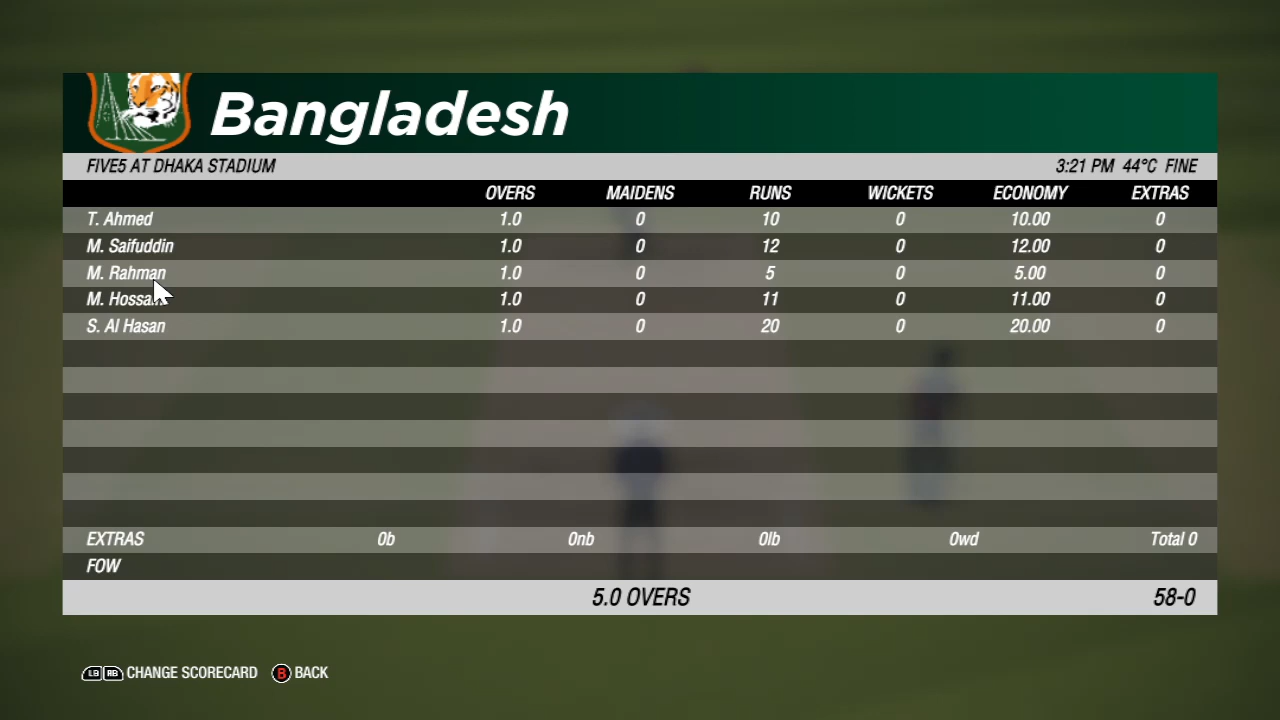 Bangladesh
FIVE5 AT DHAKA STADIUM 3:21 PM 44°C FINE
OVERS MAIDENS RUNS WICKETS ECONOMY EXTRAS
T. Ahmed 1.0 0 10 0 10.00 0
M. Saifuddin 1.0 0 12 0 12.00 0
M. Rahman 1.0 0 5 0 5.00 0
M. Hossain 1.0 0 11 0 11.00 0
S. Al Hasan 1.0 0 20 0 20.00 0
EXTRAS 0b 0nb 0lb 0wd Total 0
FOW
5.0 OVERS 58-0
LB RB CHANGE SCORECARD B BACK